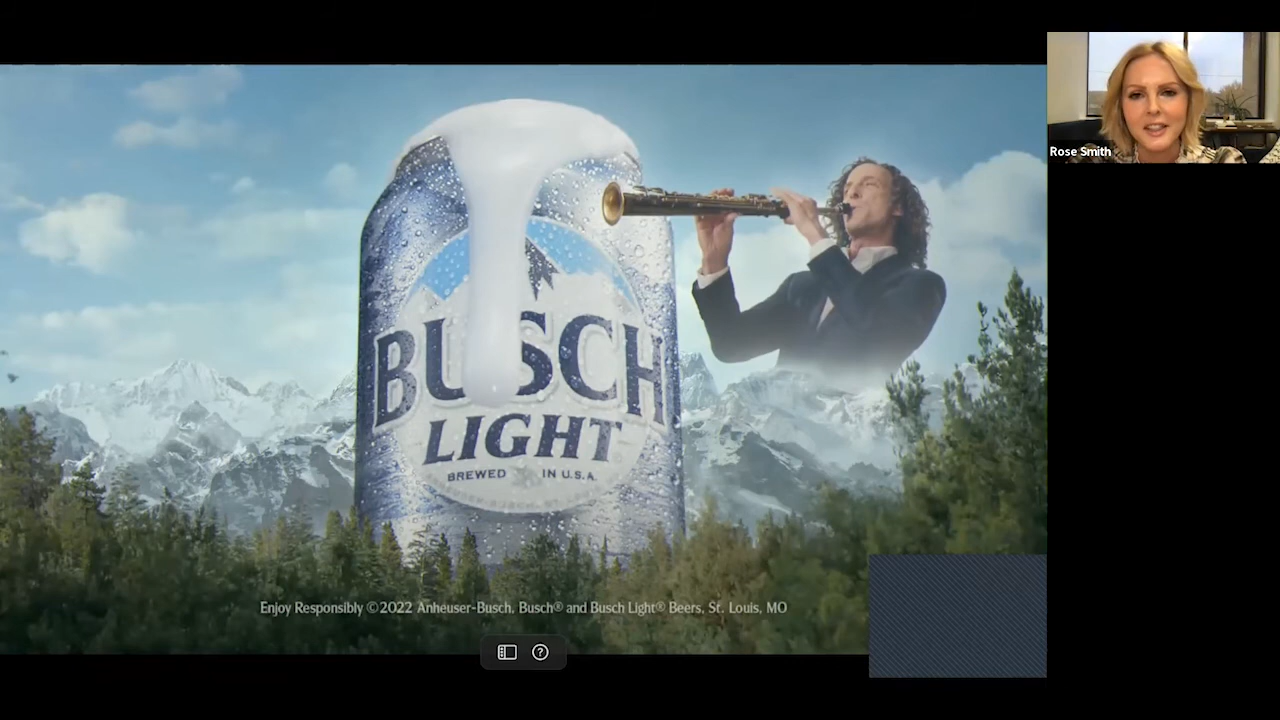 Rose Smith
BUSCH
LIGHT
BREWED IN U.S.A.
Enjoy Responsibly ©2022 Anheuser-Busch, Busch® and Busch Light® Beers, St. Louis, MO